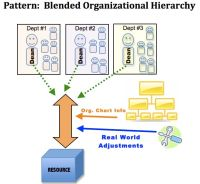 Pattern: Blended Organizational Hierarchy
Dept #1 Dept #2 Dept #3
Dean Dean Dean
Org. Chart Info
Real World
Adjustments
RESOURCE